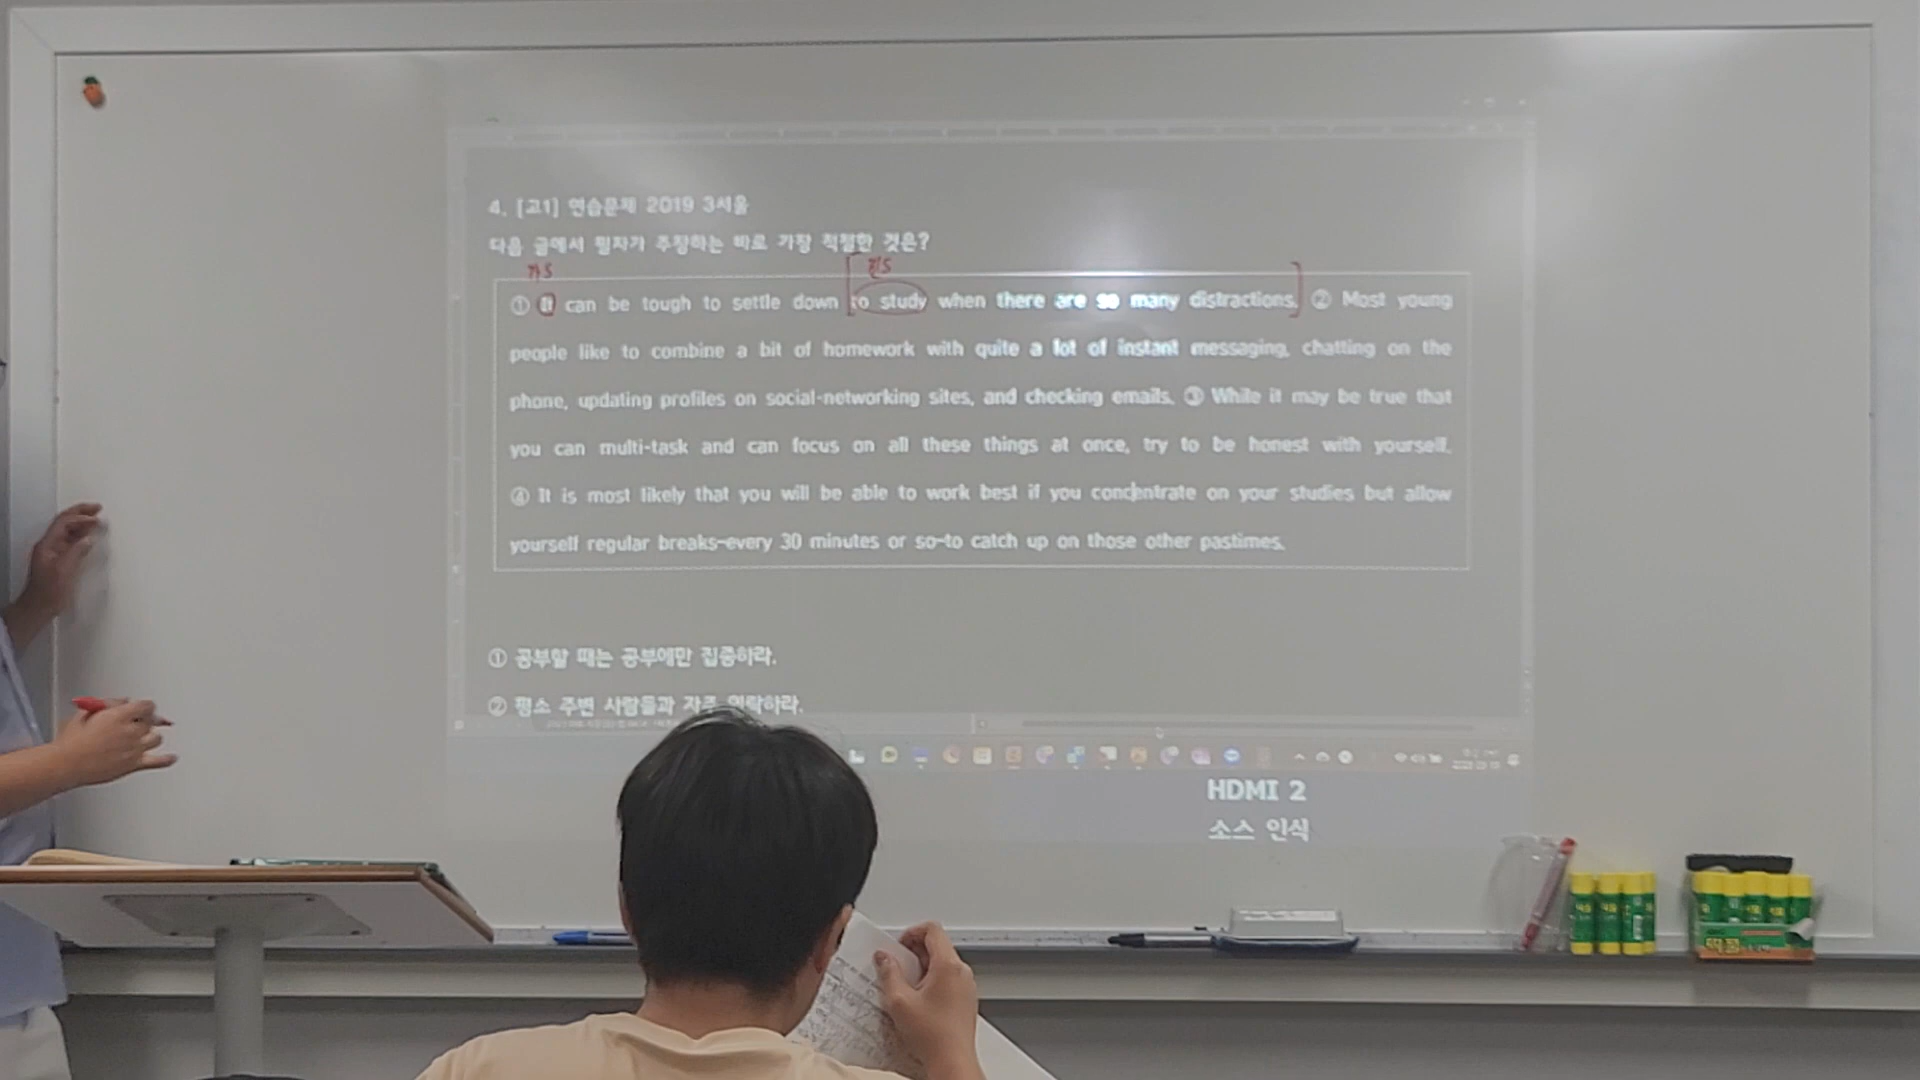 4. [고1] 연습문제 2019 3서울
다음 글에서 필자가 주장하는 바로 가장 적절한 것은?
가S
진S
① It can be tough to settle down to study when there are so many distractions. ② Most young
people like to combine a bit of homework with quite a lot of instant messaging, chatting on the
phone, updating profiles on social-networking sites, and checking emails. ③ While it may be true that
you can multi-task and can focus on all these things at once, try to be honest with yourself.
④ It is most likely that you will be able to work best if you concentrate on your studies but allow
yourself regular breaks-every 30 minutes or so-to catch up on those other pastimes.
① 공부할 때는 공부에만 집중하라.
② 평소 주변 사람들과 자주 연락하라.
HDMI 2
소스 인식